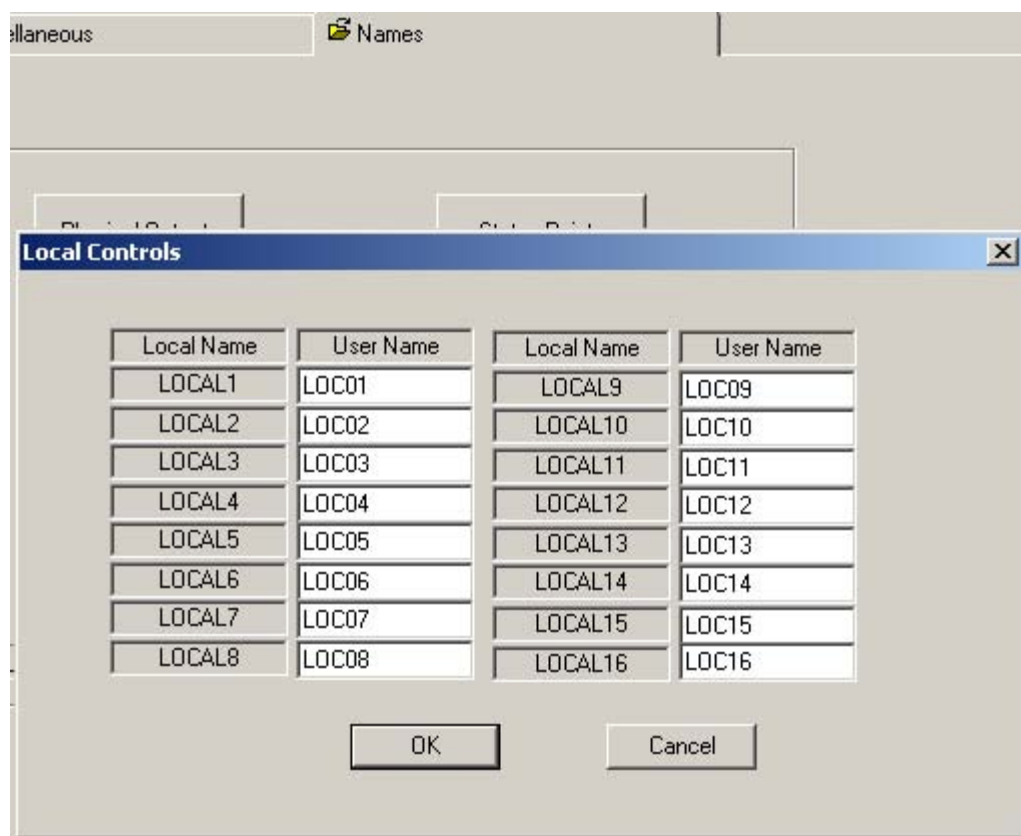 ellaneous
Names
Local Controls
Local Name User Name Local Name User Name
LOCAL1 LOC01 LOCAL9 LOC09
LOCAL2 LOC02 LOCAL10 LOC10
LOCAL3 LOC03 LOCAL11 LOC11
LOCAL4 LOC04 LOCAL12 LOC12
LOCAL5 LOC05 LOCAL13 LOC13
LOCAL6 LOC06 LOCAL14 LOC14
LOCAL7 LOC07 LOCAL15 LOC15
LOCAL8 LOC08 LOCAL16 LOC16
OK Cancel